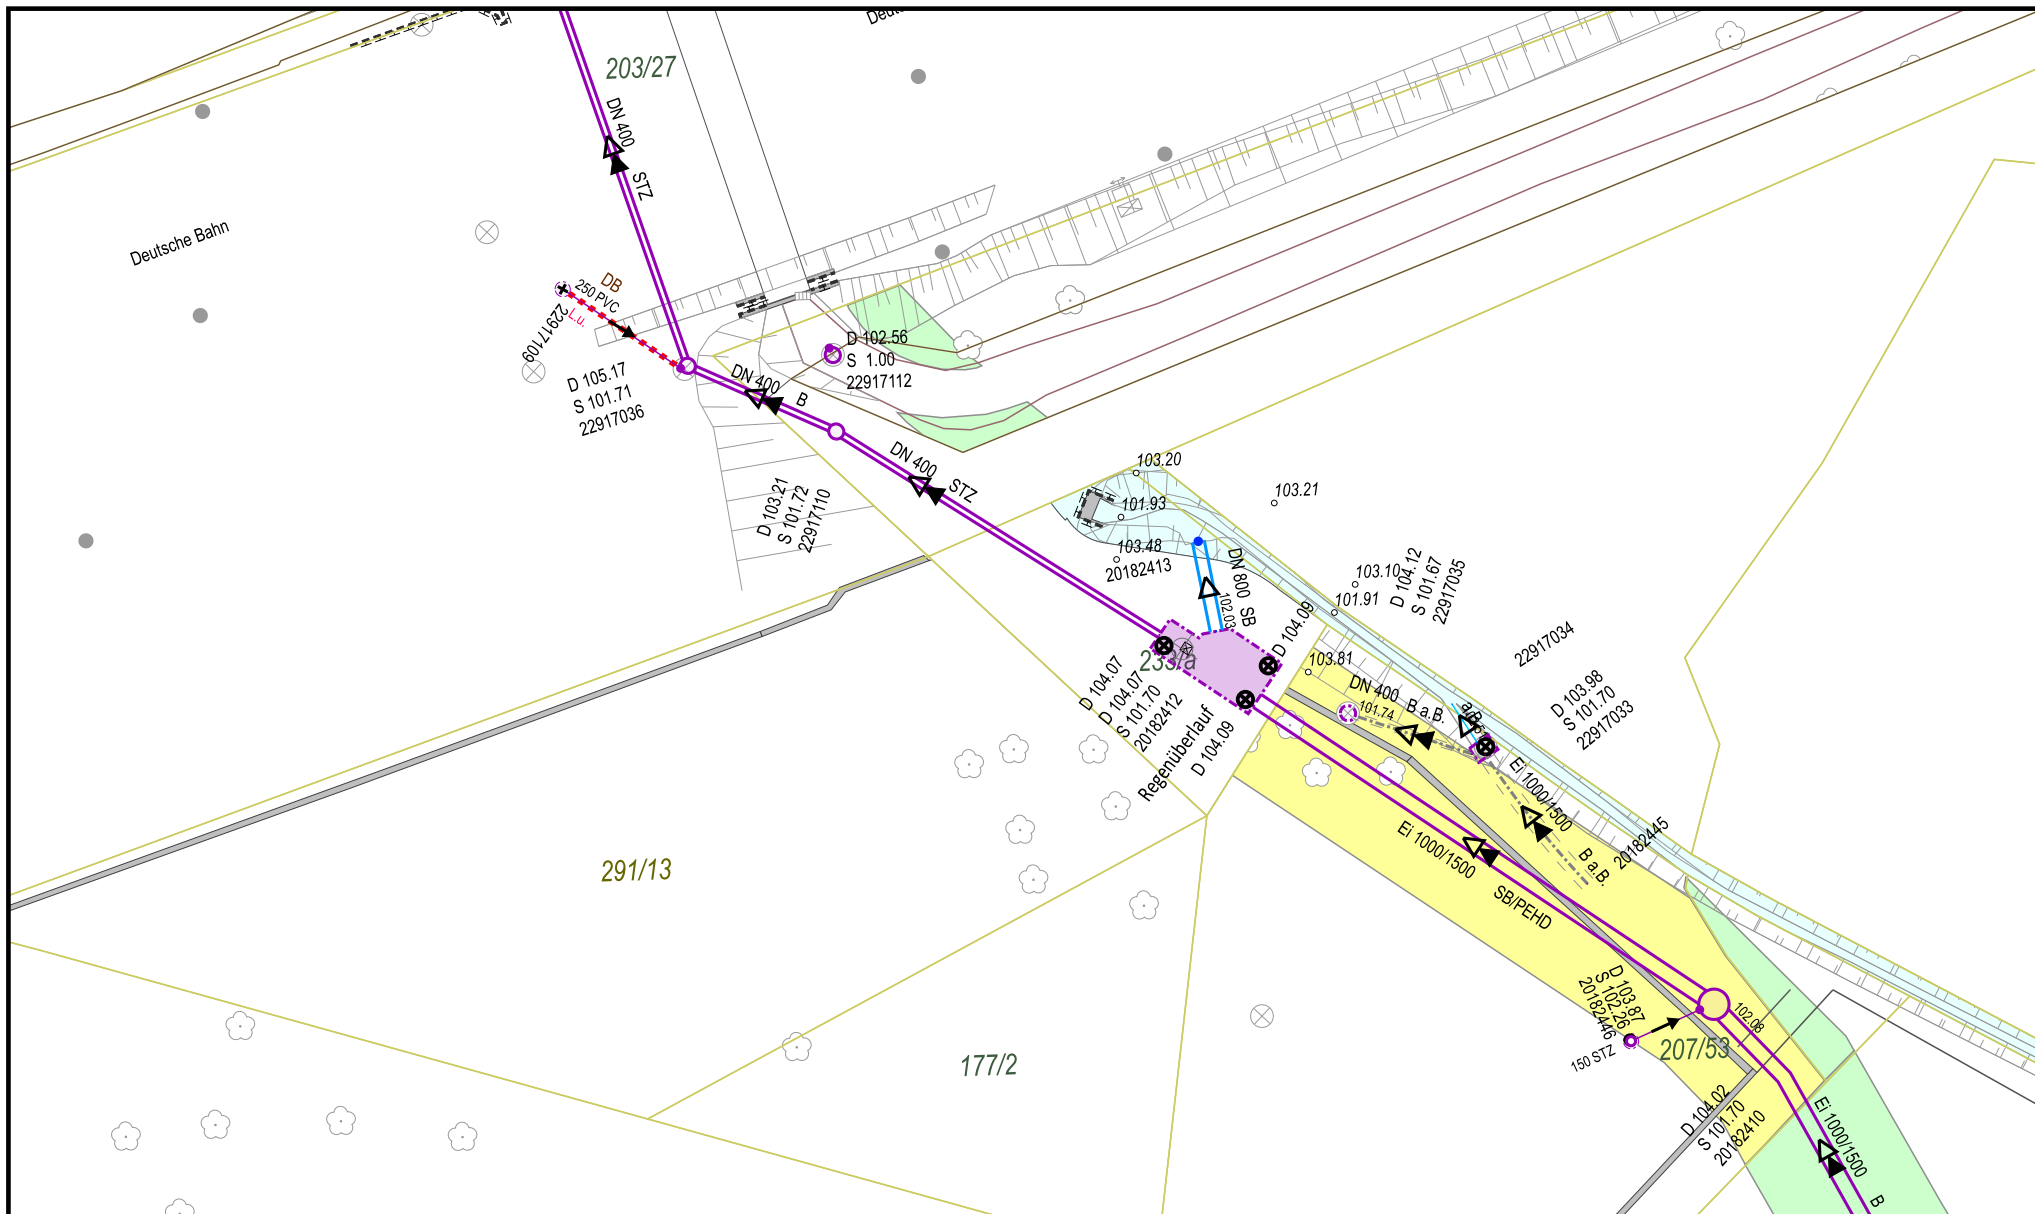 203/27
DN 400
STZ
Deutsche Bahn
DB
250 PVC
L.u.
22917109
D 105.17
S 101.71
22917036
DN 400
B
D 102.56
S 1.00
22917112
DN 400
STZ
D 103.21
S 101.72
22917110
103.20
101.93
103.21
103.48
20182413
DN 800 SB
102.03
103.10
101.91
D 104.12
S 101.67
22917035
D 104.09
233/a
103.81
22917034
D 103.98
S 101.70
22917033
D 104.07
D 104.07
S 101.70
20182412
Regenüberlauf
D 104.09
DN 400
B a.B.
101.74
a.B.
Ei 1000/1500
B a.B.
20182445
Ei 1000/1500
SB/PEHD
291/13
177/2
D 103.87
S 102.26
20182446
150 STZ
102.08
207/53
D 104.02
S 101.70
20182410
Ei 1000/1500
B